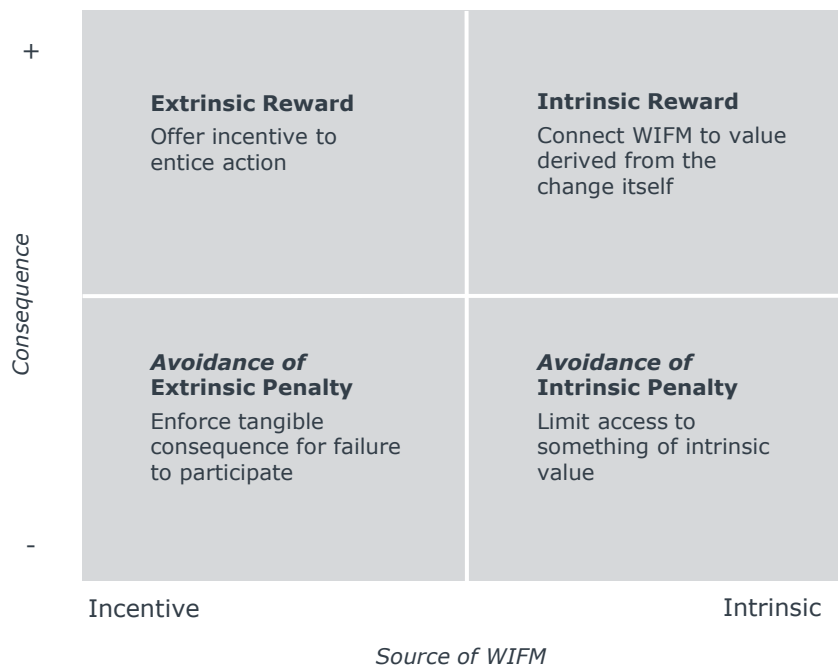 +
Extrinsic Reward
Offer incentive to
entice action
Intrinsic Reward
Connect WIFM to value
derived from the
change itself
Consequence
Avoidance of
Extrinsic Penalty
Enforce tangible
consequence for failure
to participate
Avoidance of
Intrinsic Penalty
Limit access to
something of intrinsic
value
-
Incentive
Intrinsic
Source of WIFM